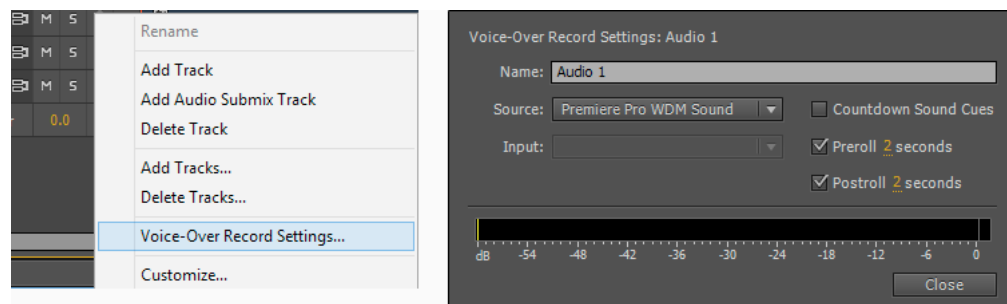 M S
M S
M S
0.0
Rename
Add Track
Add Audio Submix Track
Delete Track
Add Tracks...
Delete Tracks...
Voice-Over Record Settings...
Customize...
Voice-Over Record Settings: Audio 1
Name: Audio 1
Source: Premiere Pro WDM Sound Countdown Sound Cues
Input: Preroll 2 seconds
Postroll 2 seconds
dB -54 -48 -42 -36 -30 -24 -18 -12 -6 0
Close